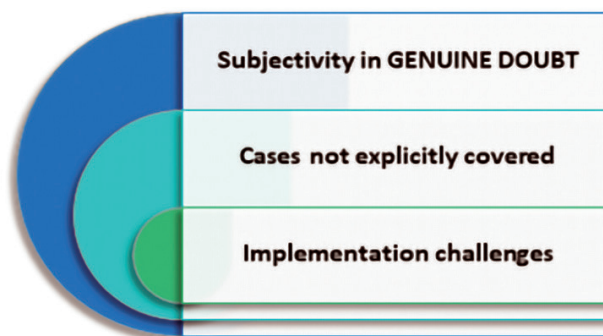 Subjectivity in GENUINE DOUBT
Cases not explicitly covered
Implementation challenges